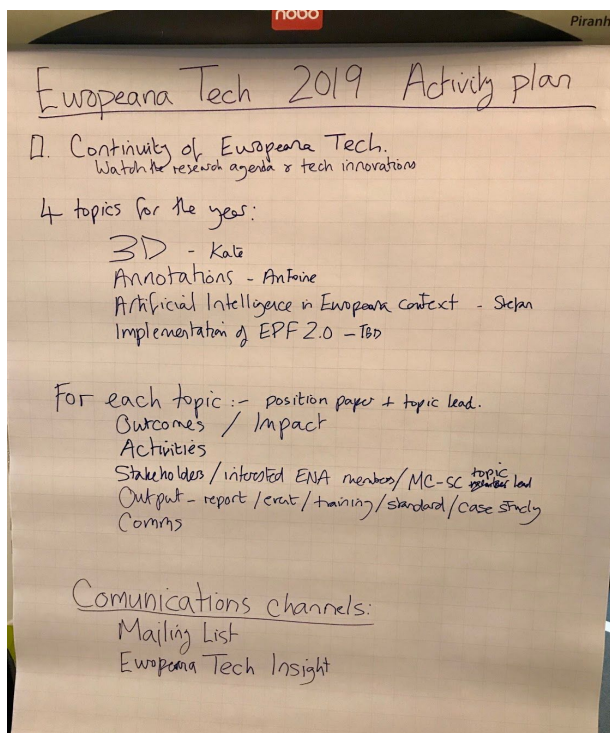 nobo
Piranh
Europeana Tech 2019 Activity plan
□. Continuity of Europeana Tech.
Watch the research agenda & tech innovations
4 topics for the year:
3D - Kate
Annotations - Antoine
Artificial Intelligence in Europeana context - Stefan
Implementation of EPF 2.0 - TBD
For each topic :- position paper + topic lead.
Outcomes / Impact
Activities
Stakeholders / interested ENA members / MC-SC topic lead
Output - report / event / training / standard / case study
Comms
Comunications channels:
Mailing List
Europeana Tech Insight